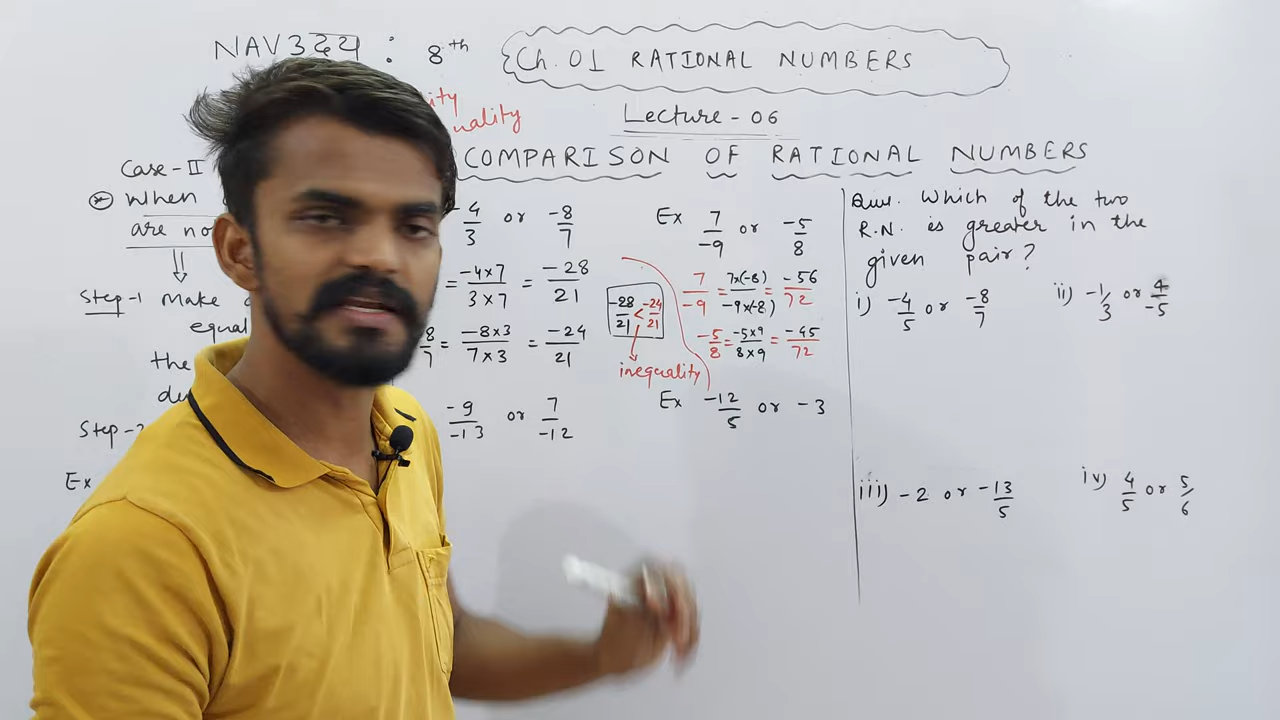 NAV3तन : 8th
Ch. 01 RATIONAL NUMBERS
Lecture - 06
COMPARISON OF RATIONAL NUMBERS
Case-II
When
are no
Step-1 Make
equal
the
Step-2
Ex
-4/3 or -8/7
= -4×7/3×7 = -28/21
8/7 = -8×3/7×3 = -24/21
-28/21 < -24/21
inequality
-9/-13 or 7/-12
Ex 7/-9 or -5/8
7/-9 = 7×(-8)/-9×(-8) = -56/72
-5/8 = -5×9/8×9 = -45/72
Ex -12/5 or -3
Which of the two
R.N. is greater in the
given pair?
i) -4/5 or -8/7
ii) -1/3 or 4/-5
iii) -2 or -13/5
iv) 4/5 or 5/6